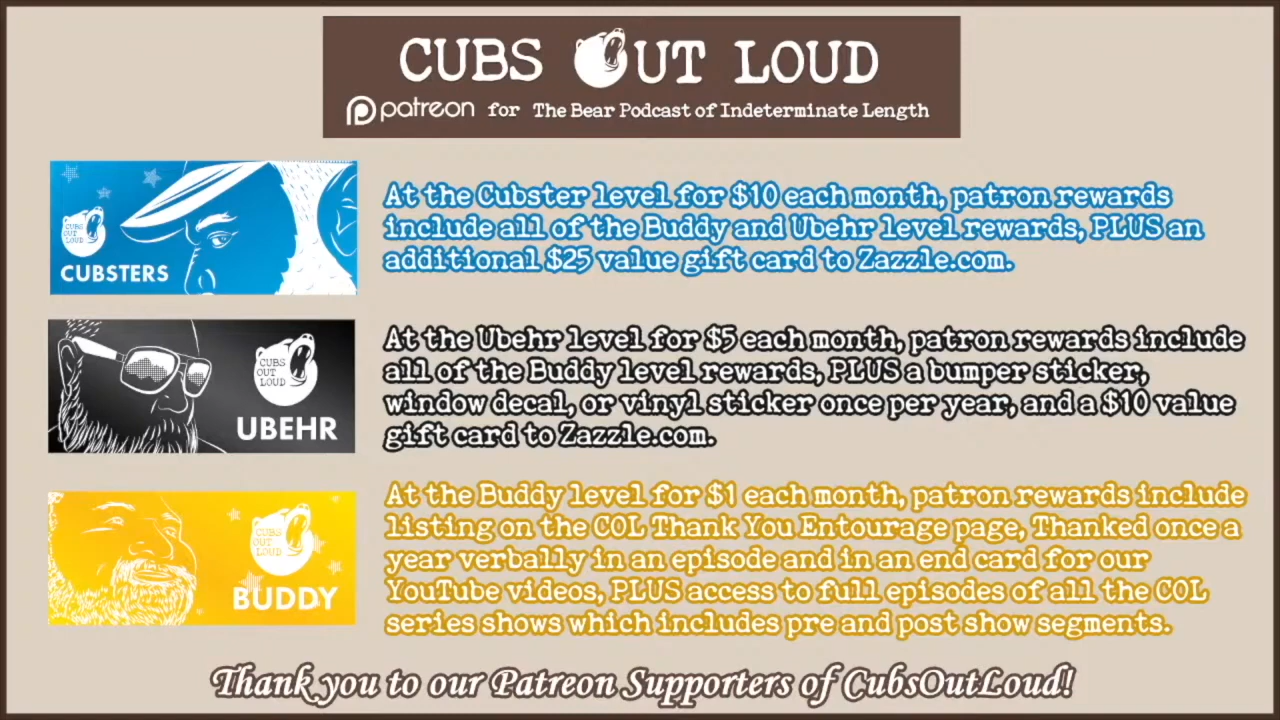 CUBS OUT LOUD
patreon for The Bear Podcast of Indeterminate Length
CUBS
OUT
LOUD
CUBSTERS
At the Cubster level for $10 each month, patron rewards
include all of the Buddy and Ubehr level rewards, PLUS an
additional $25 value gift card to Zazzle.com.
CUBS
OUT
LOUD
UBEHR
At the Ubehr level for $5 each month, patron rewards include
all of the Buddy level rewards, PLUS a bumper sticker,
window decal, or vinyl sticker once per year, and a $10 value
gift card to Zazzle.com.
CUBS
OUT
LOUD
BUDDY
At the Buddy level for $1 each month, patron rewards include
listing on the COL Thank You Entourage page, Thanked once a
year verbally in an episode and in an end card for our
YouTube videos, PLUS access to full episodes of all the COL
series shows which includes pre and post show segments.
Thank you to our Patreon Supporters of CubsOutLoud!